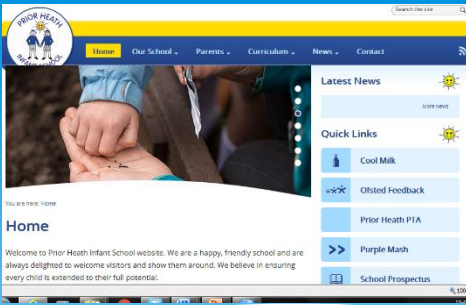 Search the site
PRIOR HEATH
INFANT SCHOOL
Home Our School Parents Curriculum News Contact
Latest News
More News
Quick Links
Cool Milk
Ofsted Feedback
Prior Heath PTA
Purple Mash
School Prospectus
You are here: Home
Home
Welcome to Prior Heath Infant School website. We are a happy, friendly school and are
always delighted to welcome visitors and show them around. We believe in ensuring
every child is extended to their full potential.